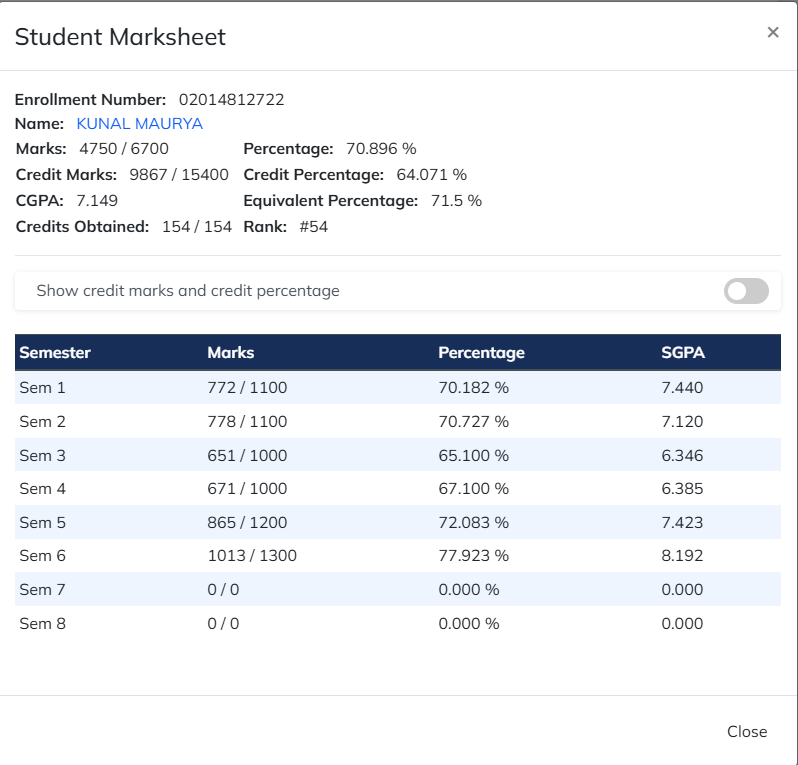 Student Marksheet ×
Enrollment Number: 02014812722
Name: KUNAL MAURYA
Marks: 4750 / 6700 Percentage: 70.896 %
Credit Marks: 9867 / 15400 Credit Percentage: 64.071 %
CGPA: 7.149 Equivalent Percentage: 71.5 %
Credits Obtained: 154 / 154 Rank: #54
Show credit marks and credit percentage
Semester Marks Percentage SGPA
Sem 1 772 / 1100 70.182 % 7.440
Sem 2 778 / 1100 70.727 % 7.120
Sem 3 651 / 1000 65.100 % 6.346
Sem 4 671 / 1000 67.100 % 6.385
Sem 5 865 / 1200 72.083 % 7.423
Sem 6 1013 / 1300 77.923 % 8.192
Sem 7 0 / 0 0.000 % 0.000
Sem 8 0 / 0 0.000 % 0.000
Close